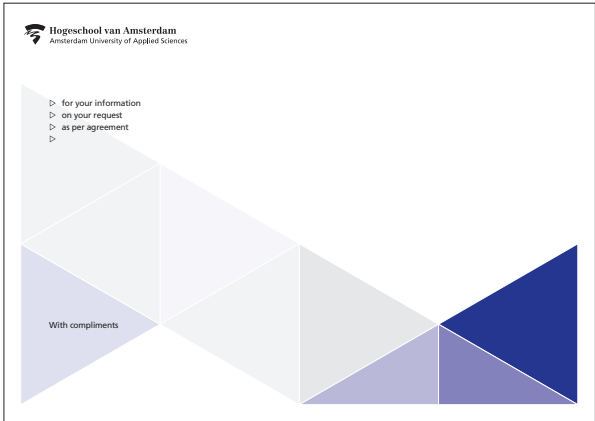 Hogeschool van Amsterdam
Amsterdam University of Applied Sciences
for your information
on your request
as per agreement
With compliments